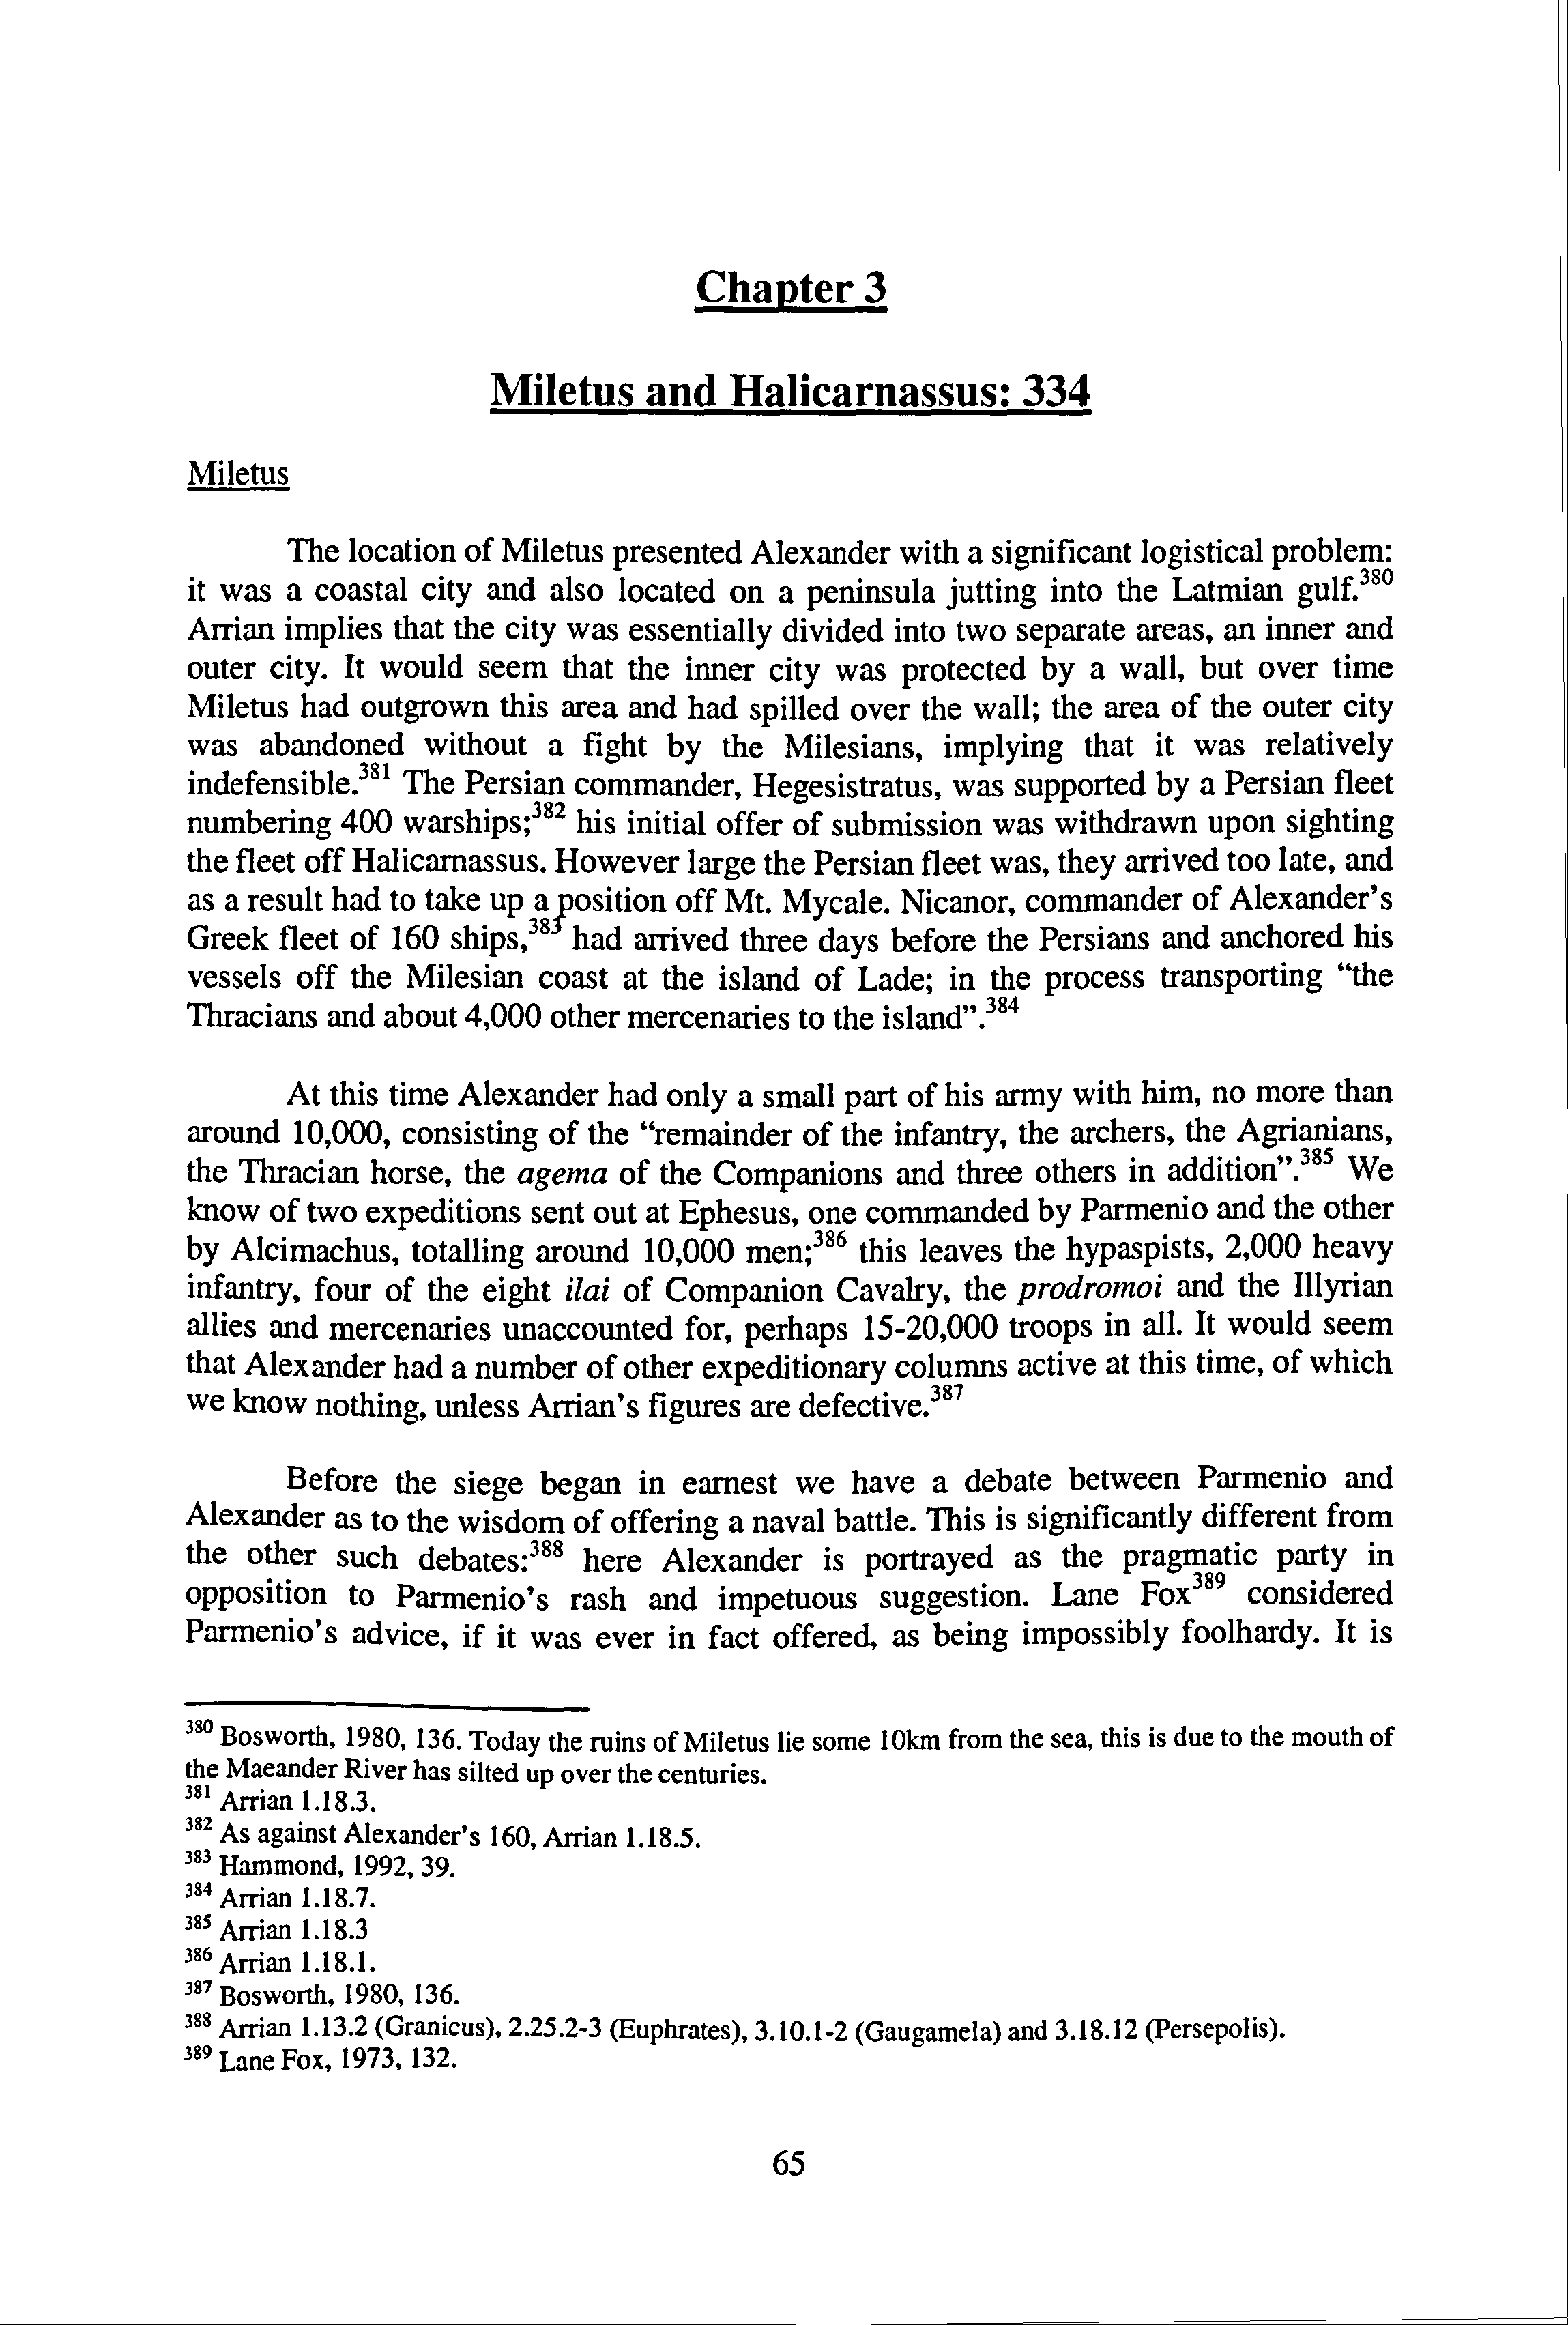 Chapter 3
Miletus and Halicarnassus: 334
Miletus
The location of Miletus presented Alexander with a significant logistical problem:
it was a coastal city and also located on a peninsula jutting into the Latmian gulf.³⁸⁰
Arrian implies that the city was essentially divided into two separate areas, an inner and
outer city. It would seem that the inner city was protected by a wall, but over time
Miletus had outgrown this area and had spilled over the wall; the area of the outer city
was abandoned without a fight by the Milesians, implying that it was relatively
indefensible.³⁸¹ The Persian commander, Hegesistratus, was supported by a Persian fleet
numbering 400 warships;³⁸² his initial offer of submission was withdrawn upon sighting
the fleet off Halicarnassus. However large the Persian fleet was, they arrived too late, and
as a result had to take up a position off Mt. Mycale. Nicanor, commander of Alexander's
Greek fleet of 160 ships,³⁸³ had arrived three days before the Persians and anchored his
vessels off the Milesian coast at the island of Lade; in the process transporting "the
Thracians and about 4,000 other mercenaries to the island".³⁸⁴
At this time Alexander had only a small part of his army with him, no more than
around 10,000, consisting of the "remainder of the infantry, the archers, the Agrianians,
the Thracian horse, the agema of the Companions and three others in addition".³⁸⁵ We
know of two expeditions sent out at Ephesus, one commanded by Parmenio and the other
by Alcimachus, totalling around 10,000 men;³⁸⁶ this leaves the hypaspists, 2,000 heavy
infantry, four of the eight ilai of Companion Cavalry, the prodromoi and the Illyrian
allies and mercenaries unaccounted for, perhaps 15-20,000 troops in all. It would seem
that Alexander had a number of other expeditionary columns active at this time, of which
we know nothing, unless Arrian's figures are defective.³⁸⁷
Before the siege began in earnest we have a debate between Parmenio and
Alexander as to the wisdom of offering a naval battle. This is significantly different from
the other such debates:³⁸⁸ here Alexander is portrayed as the pragmatic party in
opposition to Parmenio's rash and impetuous suggestion. Lane Fox³⁸⁹ considered
Parmenio's advice, if it was ever in fact offered, as being impossibly foolhardy. It is
³⁸⁰ Bosworth, 1980, 136. Today the ruins of Miletus lie some 10km from the sea, this is due to the mouth of
the Maeander River has silted up over the centuries.
³⁸¹ Arrian 1.18.3.
³⁸² As against Alexander's 160, Arrian 1.18.5.
³⁸³ Hammond, 1992, 39.
³⁸⁴ Arrian 1.18.7.
³⁸⁵ Arrian 1.18.3
³⁸⁶ Arrian 1.18.1.
³⁸⁷ Bosworth, 1980, 136.
³⁸⁸ Arrian 1.13.2 (Granicus), 2.25.2-3 (Euphrates), 3.10.1-2 (Gaugamela) and 3.18.12 (Persepolis).
³⁸⁹ Lane Fox, 1973, 132.
65